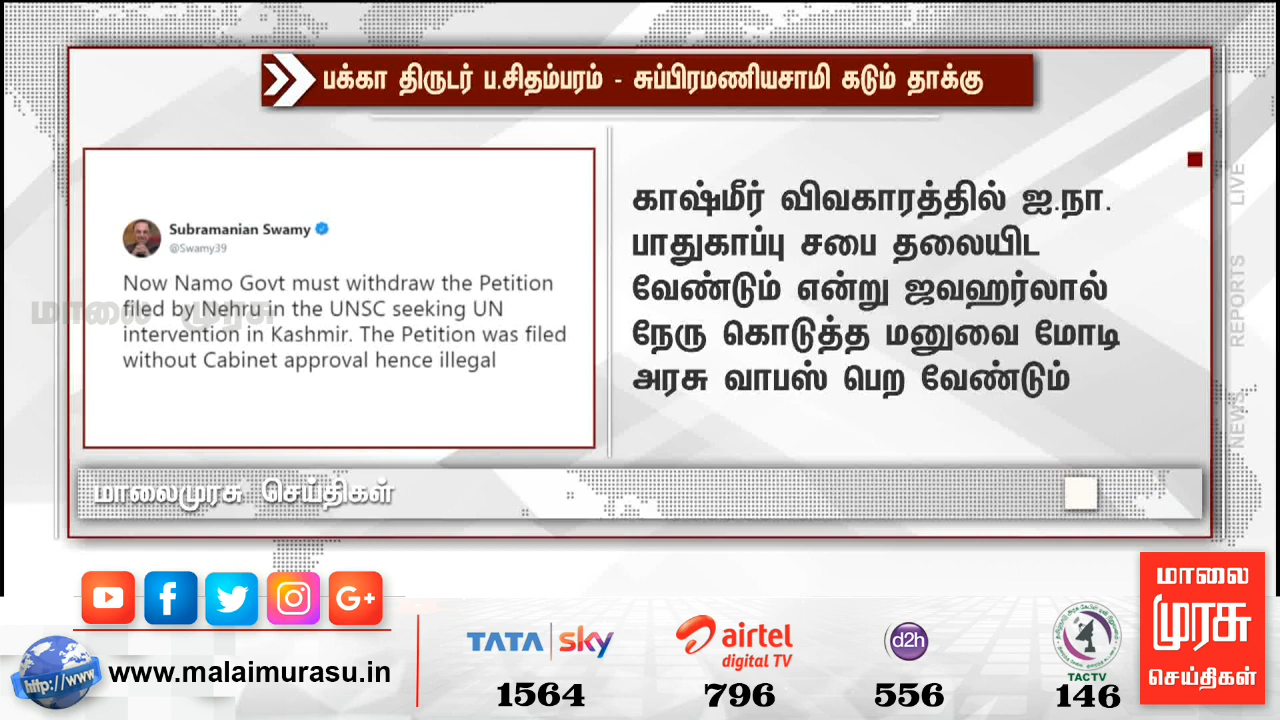 பக்கா திருடர் ப.சிதம்பரம் - சுப்பிரமணியசாமி கடும் தாக்கு
Subramanian Swamy
@Swamy39
Now Namo Govt must withdraw the Petition
filed by Nehru in the UNSC seeking UN
intervention in Kashmir. The Petition was filed
without Cabinet approval hence illegal
மாலை முரசு
காஷ்மீர் விவகாரத்தில் ஐ.நா.
பாதுகாப்பு சபை தலையிட
வேண்டும் என்று ஜவஹர்லால்
நேரு கொடுத்த மனுவை மோடி
அரசு வாபஸ் பெற வேண்டும்
NEWS REPORTS LIVE
மாலைமுரசு செய்திகள்
http://www
www.malaimurasu.in
TATA sky
1564
airtel
digital TV
796
d2h
556
TACTV
146
மாலை
முரசு
செய்திகள்